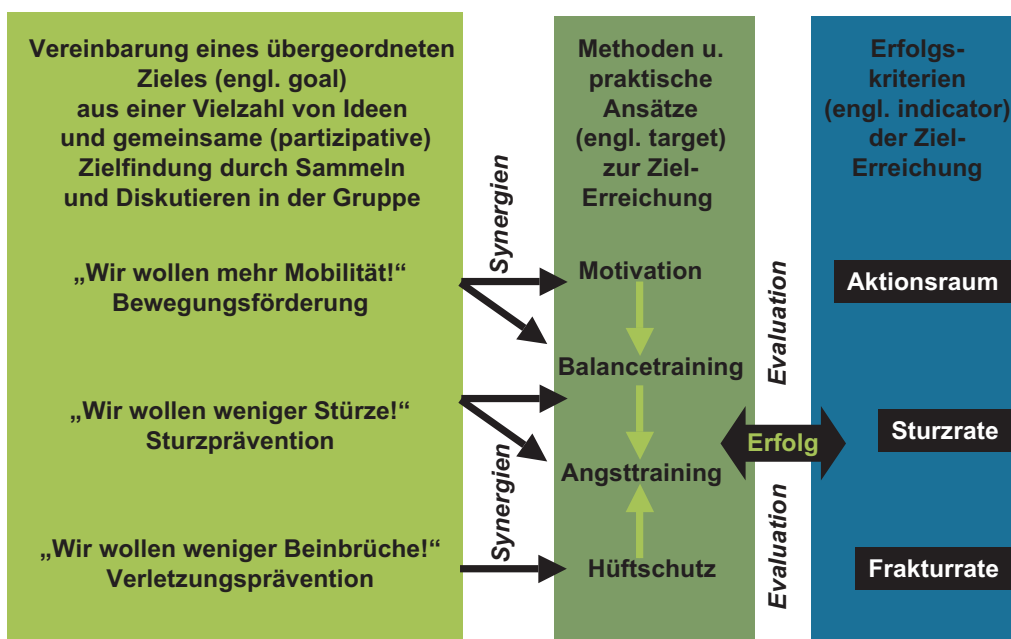 Vereinbarung eines übergeordneten
Zieles (engl. goal)
aus einer Vielzahl von Ideen
und gemeinsame (partizipative)
Zielfindung durch Sammeln
und Diskutieren in der Gruppe
„Wir wollen mehr Mobilität!“
Bewegungsförderung
„Wir wollen weniger Stürze!“
Sturzprävention
„Wir wollen weniger Beinbrüche!“
Verletzungsprävention
Synergien
Synergien
Methoden u.
praktische
Ansätze
(engl. target)
zur Ziel-
Erreichung
Motivation
Balancetraining
Angsttraining
Hüftschutz
Evaluation
Erfolg
Evaluation
Erfolgs-
kriterien
(engl. indicator)
der Ziel-
Erreichung
Aktionsraum
Sturzrate
Frakturrate